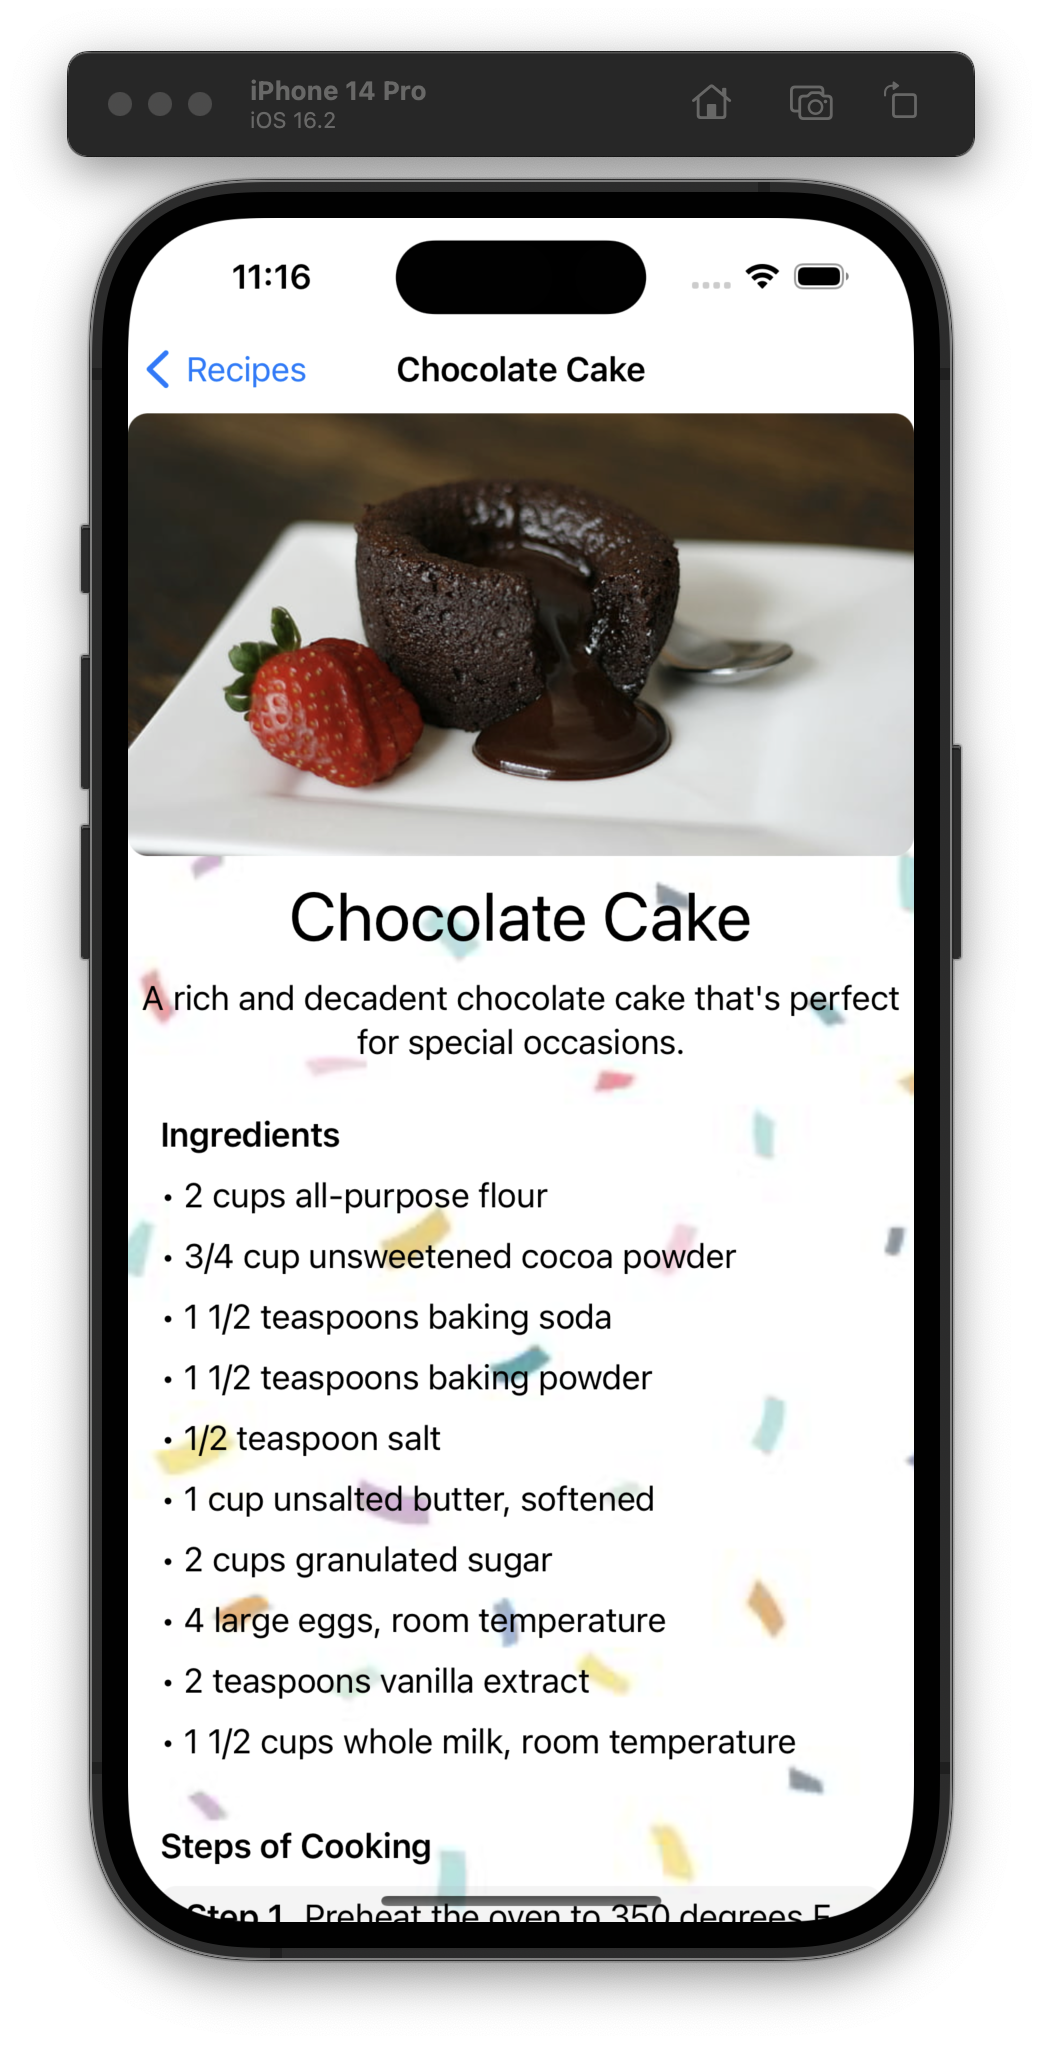 iPhone 14 Pro
iOS 16.2
11:16
Recipes
Chocolate Cake
Chocolate Cake
A rich and decadent chocolate cake that's perfect
for special occasions.
Ingredients
• 2 cups all-purpose flour
• 3/4 cup unsweetened cocoa powder
• 1 1/2 teaspoons baking soda
• 1 1/2 teaspoons baking powder
• 1/2 teaspoon salt
• 1 cup unsalted butter, softened
• 2 cups granulated sugar
• 4 large eggs, room temperature
• 2 teaspoons vanilla extract
• 1 1/2 cups whole milk, room temperature
Steps of Cooking
Step 1 Preheat the oven to 350 degrees F